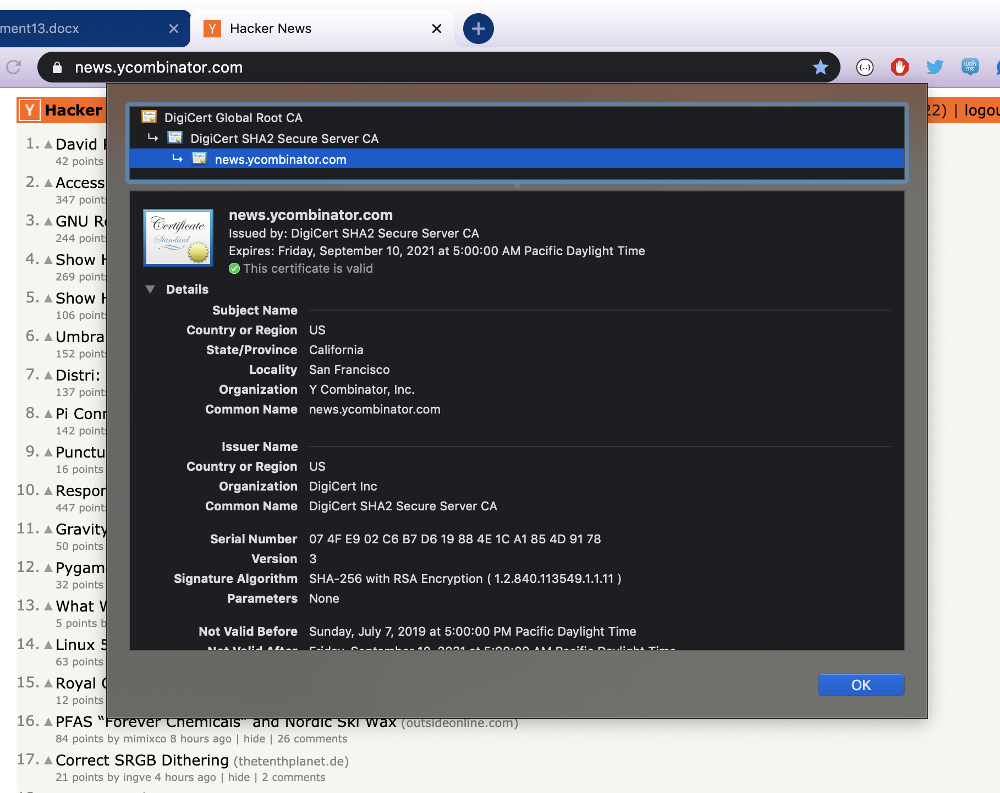 ment13.docx
Y Hacker News
news.ycombinator.com
{...}
walk me
Y Hacker
22) | logou
DigiCert Global Root CA
DigiCert SHA2 Secure Server CA
news.ycombinator.com
Certificate
Standard
news.ycombinator.com
Issued by: DigiCert SHA2 Secure Server CA
Expires: Friday, September 10, 2021 at 5:00:00 AM Pacific Daylight Time
This certificate is valid
Details
Subject Name
Country or Region US
State/Province California
Locality San Francisco
Organization Y Combinator, Inc.
Common Name news.ycombinator.com
Issuer Name
Country or Region US
Organization DigiCert Inc
Common Name DigiCert SHA2 Secure Server CA
Serial Number 07 4F E9 02 C6 B7 D6 19 88 4E 1C A1 85 4D 91 78
Version 3
Signature Algorithm SHA-256 with RSA Encryption ( 1.2.840.113549.1.1.11 )
Parameters None
Not Valid Before Sunday, July 7, 2019 at 5:00:00 PM Pacific Daylight Time
Not Valid After Friday, September 10, 2021 at 5:00:00 AM Pacific Daylight Time
OK
1. David
42 points
2. Access
347 points
3. GNU
244 points
4. Show H
269 points
5. Show H
106 points
6. Umbra
152 points
7. Distri:
137 points
8. Pi Conn
142 points
9. Punctu
16 points
10. Respon
447 points
11. Gravity
50 points
12. Pygam
32 points
13. What W
5 points b
14. Linux 5
63 points
15. Royal
12 points
16. PFAS “Forever Chemicals” and Nordic Ski Wax (outsideonline.com)
84 points by mimixco 8 hours ago | hide | 26 comments
17. Correct SRGB Dithering (thetenthplanet.de)
21 points by ingve 4 hours ago | hide | 2 comments